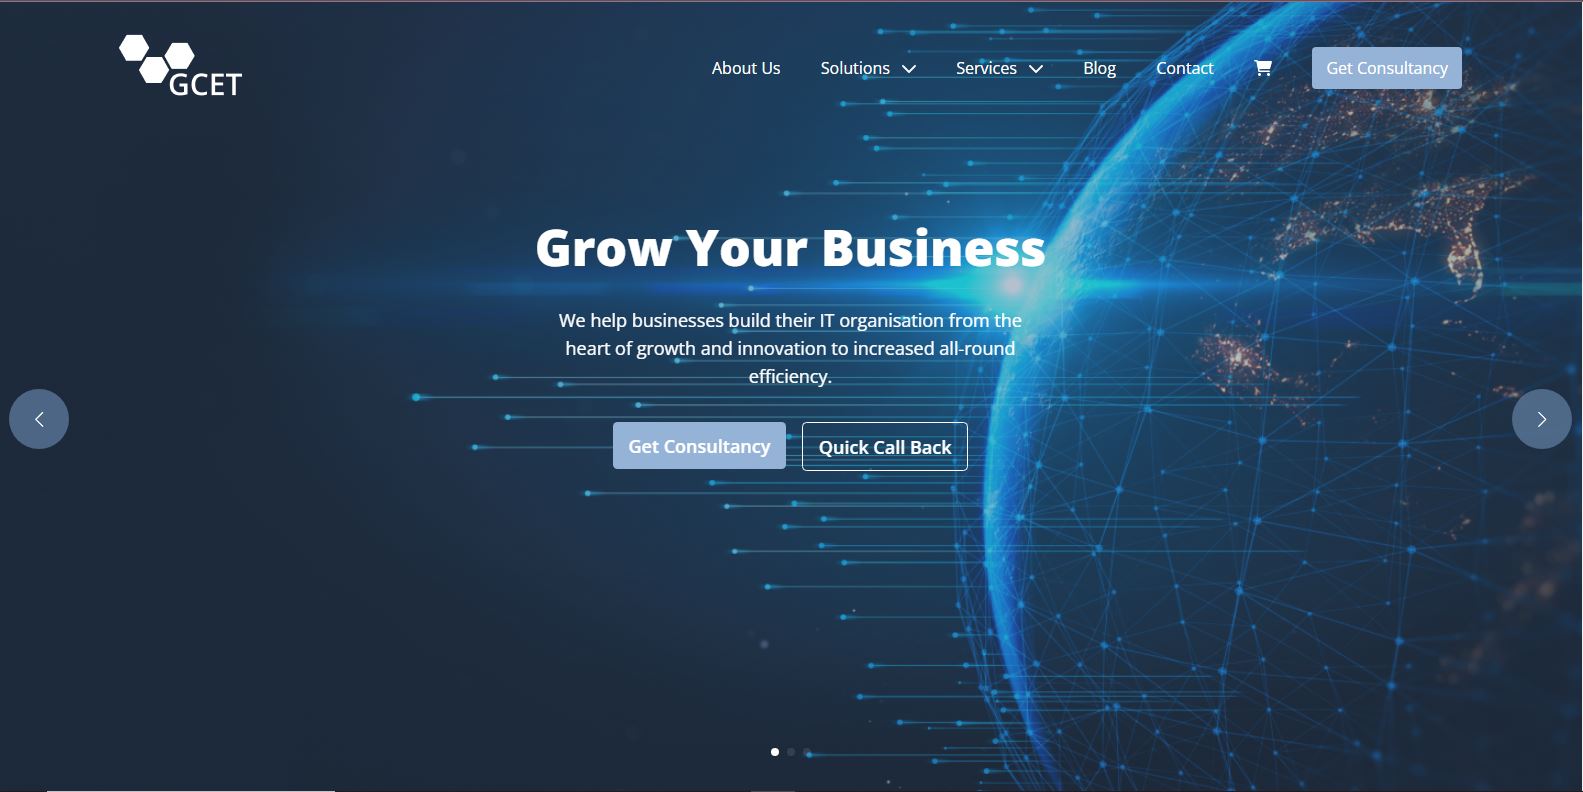 GCET
About Us
Solutions
Services
Blog
Contact
Get Consultancy
Grow Your Business
We help businesses build their IT organisation from the
heart of growth and innovation to increased all-round
efficiency.
Get Consultancy
Quick Call Back